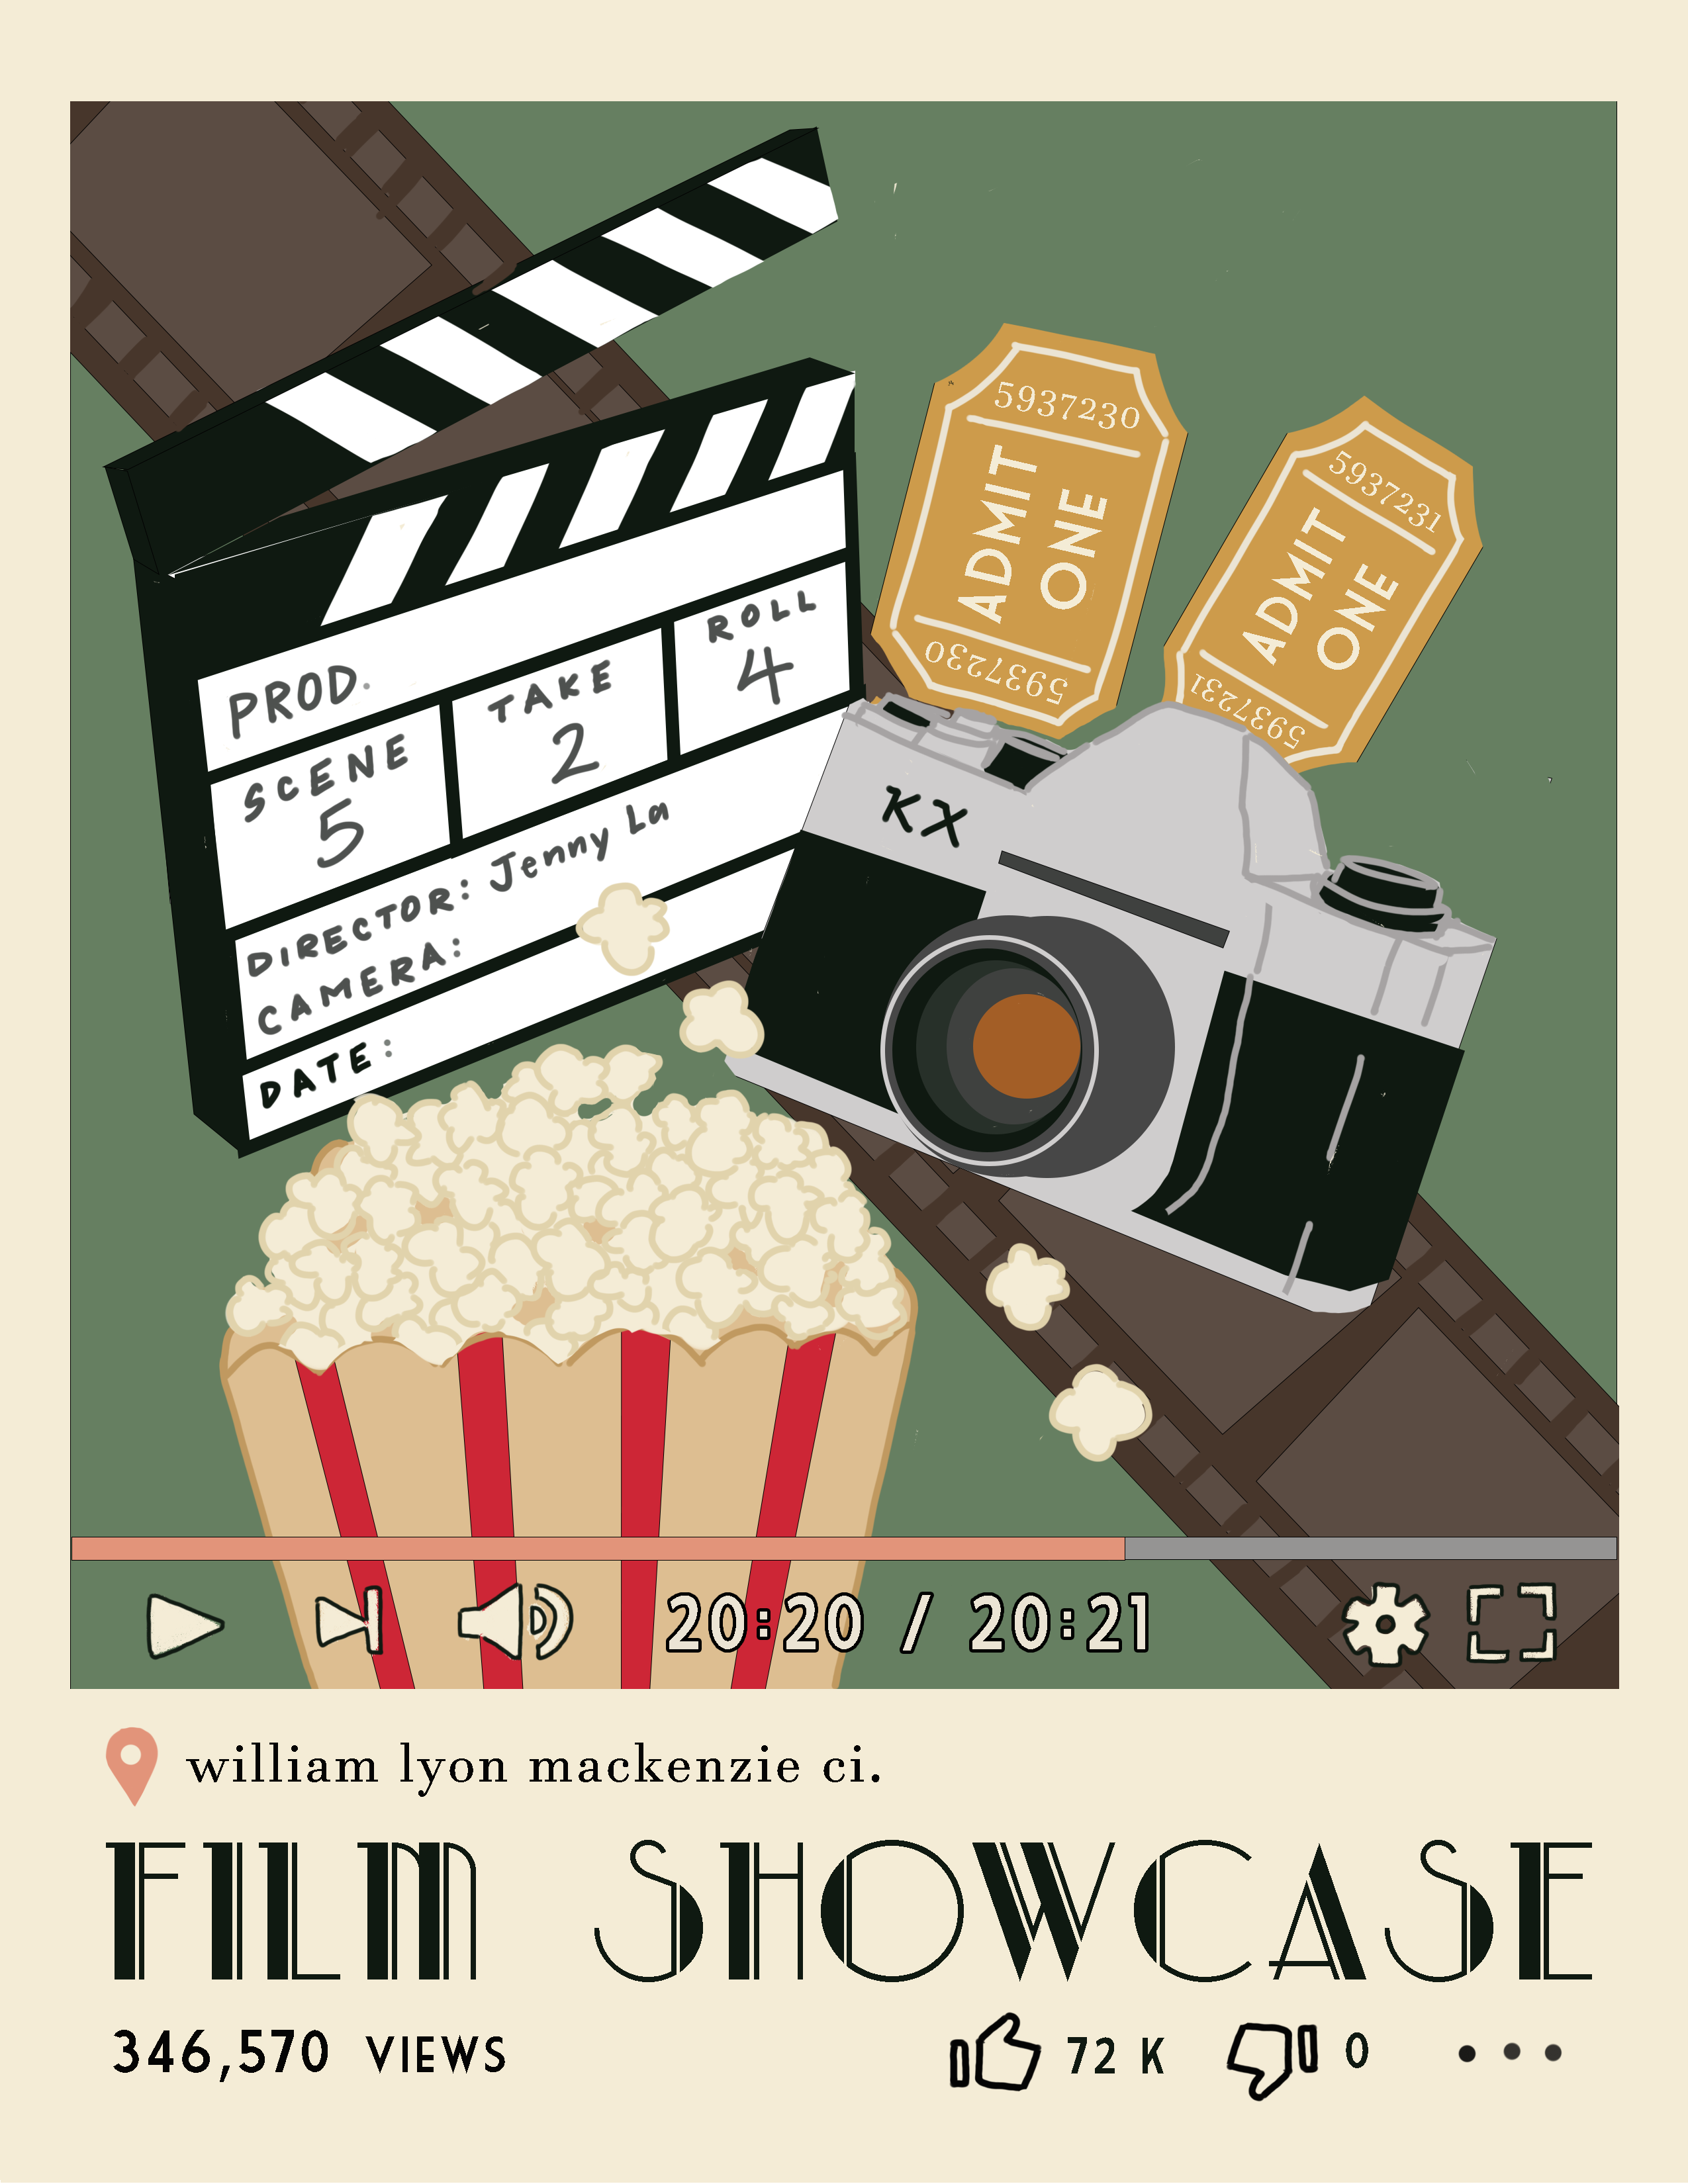 5937230
ADMIT
ONE
5937230
5937231
ADMIT
ONE
5937231
PROD.
SCENE
5
TAKE
2
ROLL
4
DIRECTOR: Jenny La
CAMERA:
DATE:
KX
20:20 / 20:21
william lyon mackenzie ci.
FILM SHOWCASE
346,570 VIEWS
72 K
0